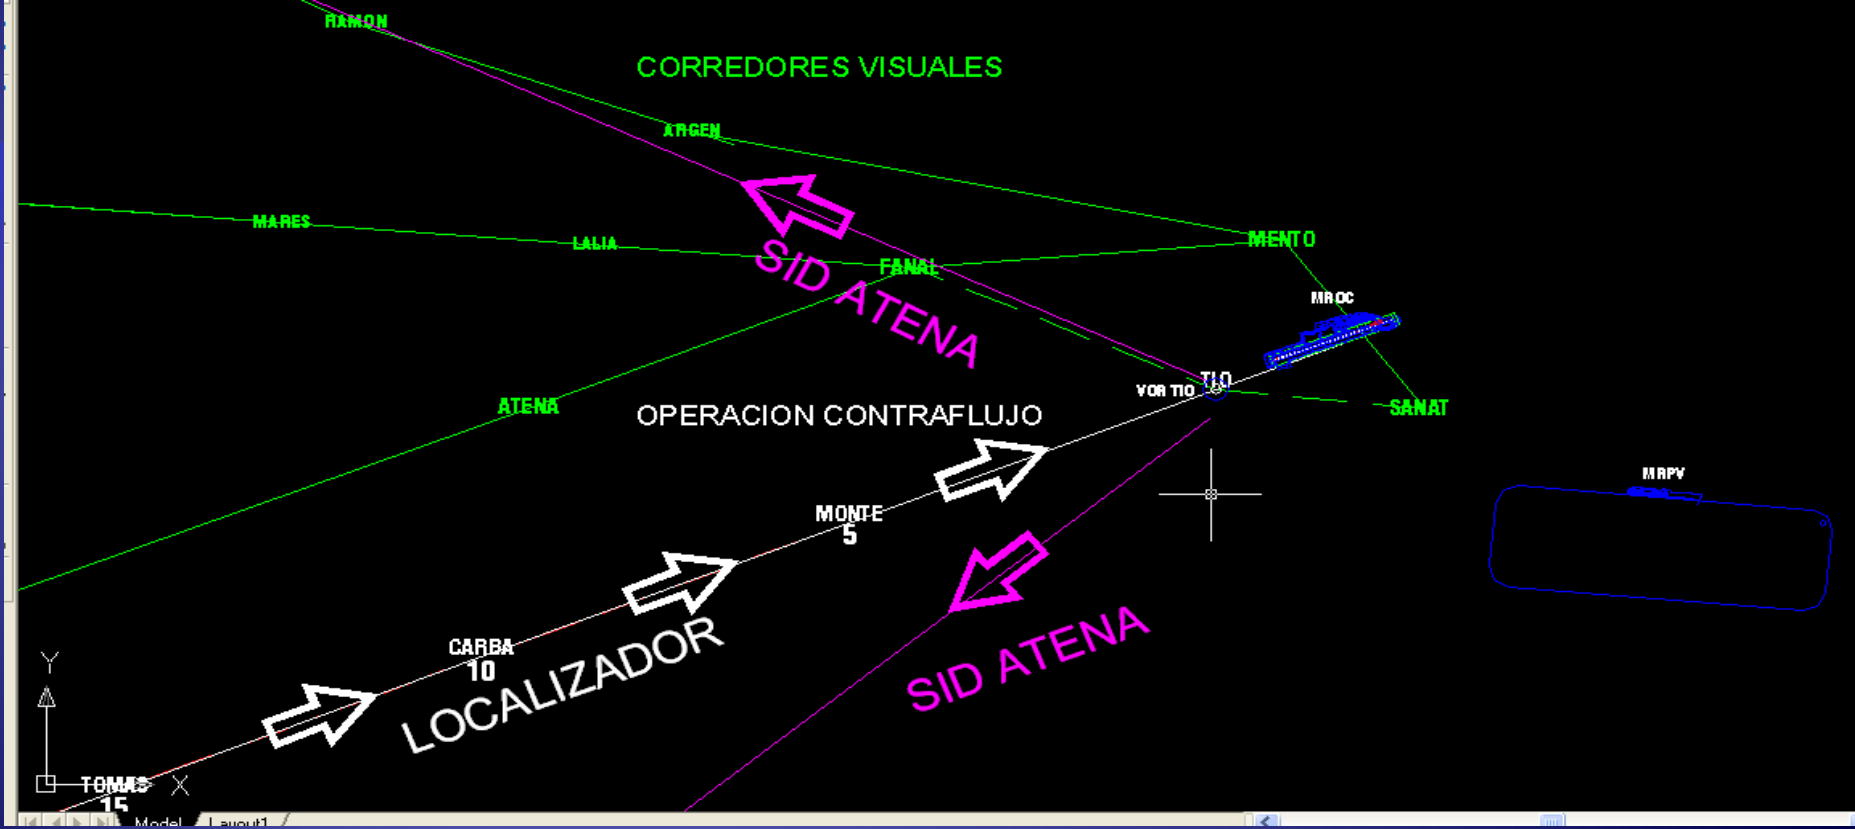 RAMON
CORREDORES VISUALES
ARGEN
MARES
LALIA
MENTO
FANAL
SID ATENA
MROC
TIO
VOR TIO
ATENA
OPERACION CONTRAFLUJO
SANAT
MRPV
MONTE
5
CARBA
10
LOCALIZADOR
SID ATENA
Y
TOMAS
X
15
Model
Layout1